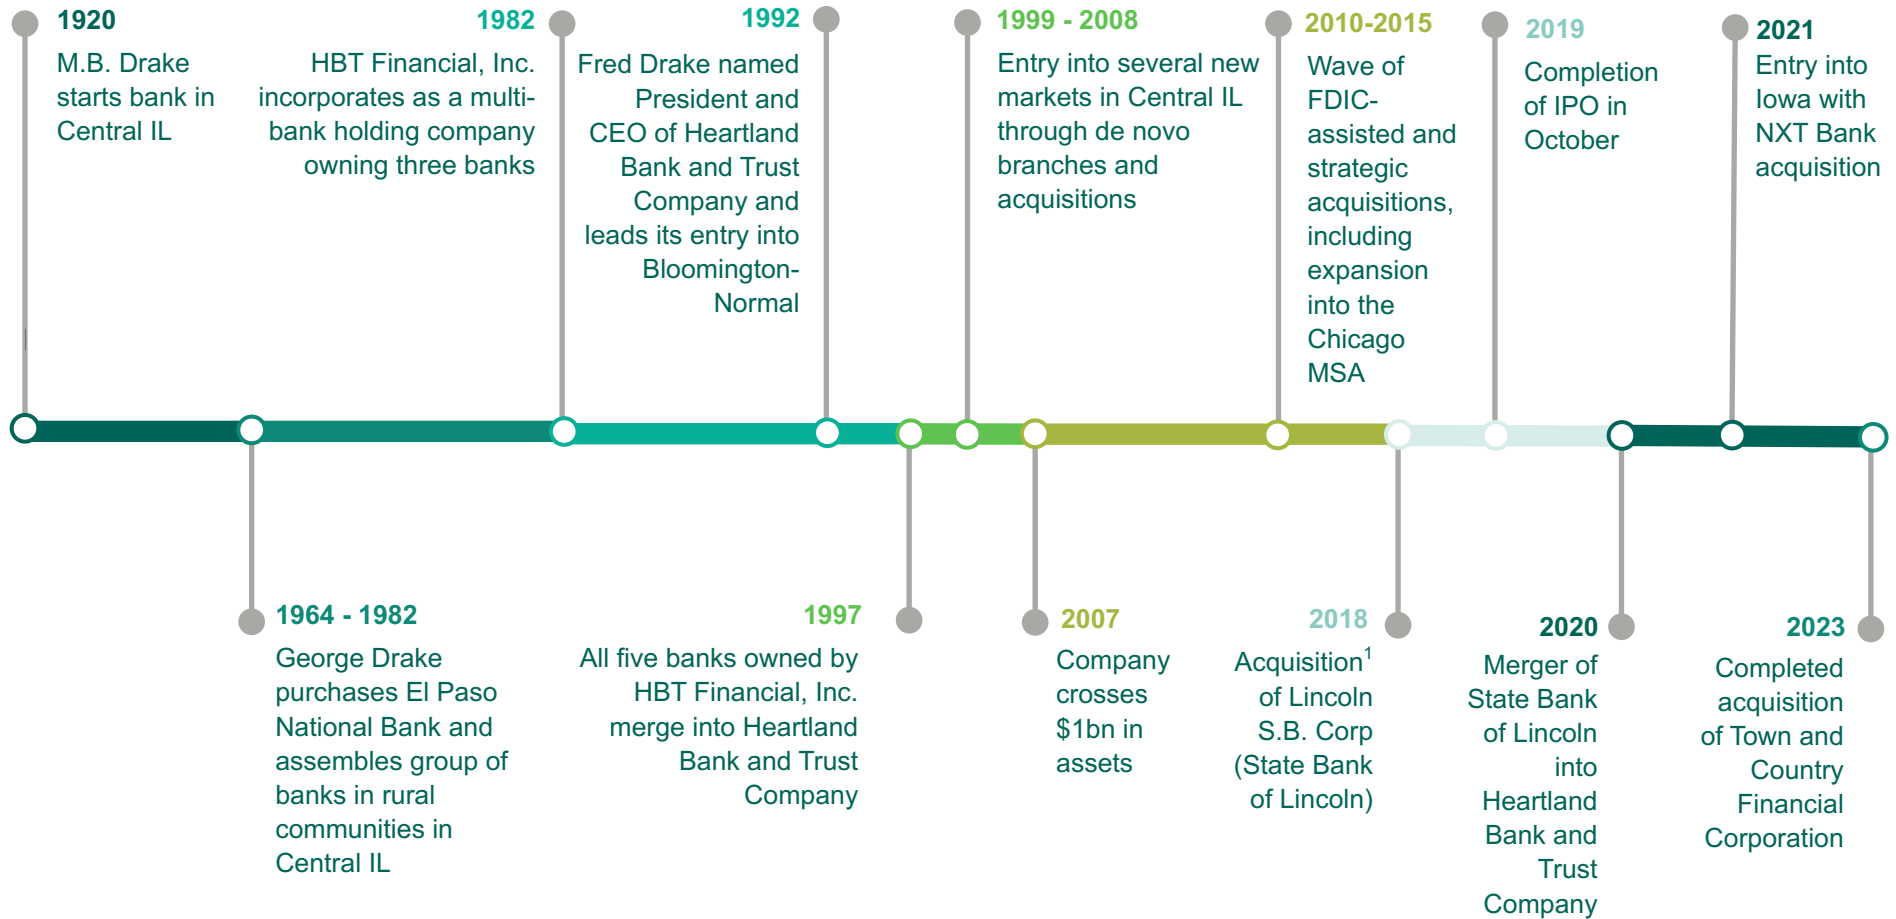 1920
M.B. Drake
starts bank in
Central IL
1982
HBT Financial, Inc.
incorporates as a multi-
bank holding company
owning three banks
1992
Fred Drake named
President and
CEO of Heartland
Bank and Trust
Company and
leads its entry into
Bloomington-
Normal
1999 - 2008
Entry into several new
markets in Central IL
through de novo
branches and
acquisitions
2010-2015
Wave of
FDIC-
assisted and
strategic
acquisitions,
including
expansion
into the
Chicago
MSA
2019
Completion
of IPO in
October
2021
Entry into
Iowa with
NXT Bank
acquisition
1964 - 1982
George Drake
purchases El Paso
National Bank and
assembles group of
banks in rural
communities in
Central IL
1997
All five banks owned by
HBT Financial, Inc.
merge into Heartland
Bank and Trust
Company
2007
Company
crosses
$1bn in
assets
2018
Acquisition¹
of Lincoln
S.B. Corp
(State Bank
of Lincoln)
2020
Merger of
State Bank
of Lincoln
into
Heartland
Bank and
Trust
Company
2023
Completed
acquisition
of Town and
Country
Financial
Corporation